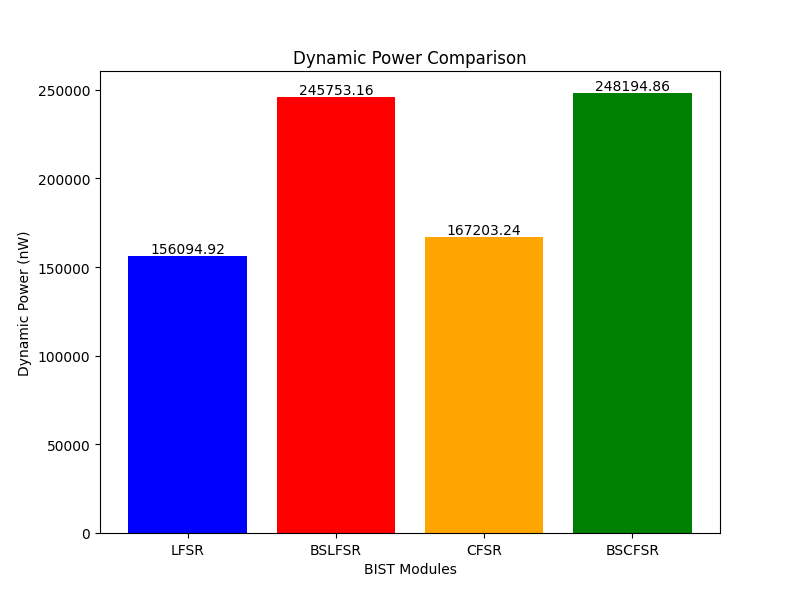 Dynamic Power Comparison
Dynamic Power (nW)
250000
200000
150000
100000
50000
0
156094.92
245753.16
167203.24
248194.86
LFSR
BSLFSR
CFSR
BSCFSR
BIST Modules